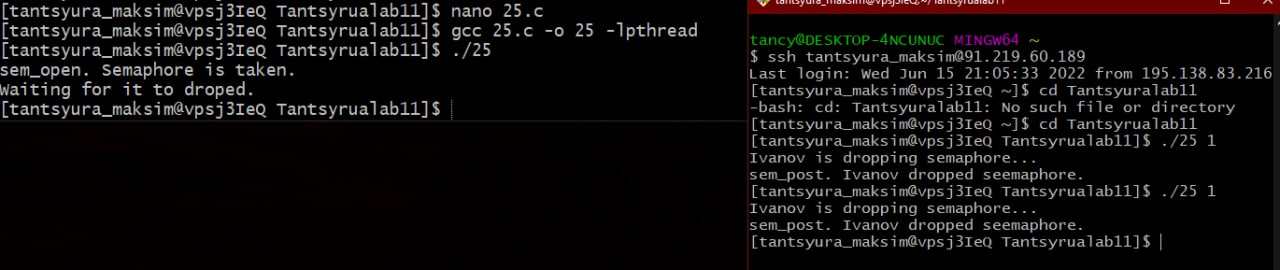 [tantsyura_maksim@vpsj3IeQ Tantsyrualab11]$ nano 25.c
[tantsyura_maksim@vpsj3IeQ Tantsyrualab11]$ gcc 25.c -o 25 -lpthread
[tantsyura_maksim@vpsj3IeQ Tantsyrualab11]$ ./25
sem_open. Semaphore is taken.
Waiting for it to droped.
[tantsyura_maksim@vpsj3IeQ Tantsyrualab11]$
tantsyura_maksim@vpsj3IeQ:~/Tantsyrualab11
tancy@DESKTOP-4NCUNUC MINGW64 ~
$ ssh tantsyura_maksim@91.219.60.189
Last login: Wed Jun 15 21:05:33 2022 from 195.138.83.216
[tantsyura_maksim@vpsj3IeQ ~]$ cd Tantsyuralab11
-bash: cd: Tantsyuralab11: No such file or directory
[tantsyura_maksim@vpsj3IeQ ~]$ cd Tantsyrualab11
[tantsyura_maksim@vpsj3IeQ Tantsyrualab11]$ ./25 1
Ivanov is dropping semaphore...
sem_post. Ivanov dropped seemaphore.
[tantsyura_maksim@vpsj3IeQ Tantsyrualab11]$ ./25 1
Ivanov is dropping semaphore...
sem_post. Ivanov dropped seemaphore.
[tantsyura_maksim@vpsj3IeQ Tantsyrualab11]$